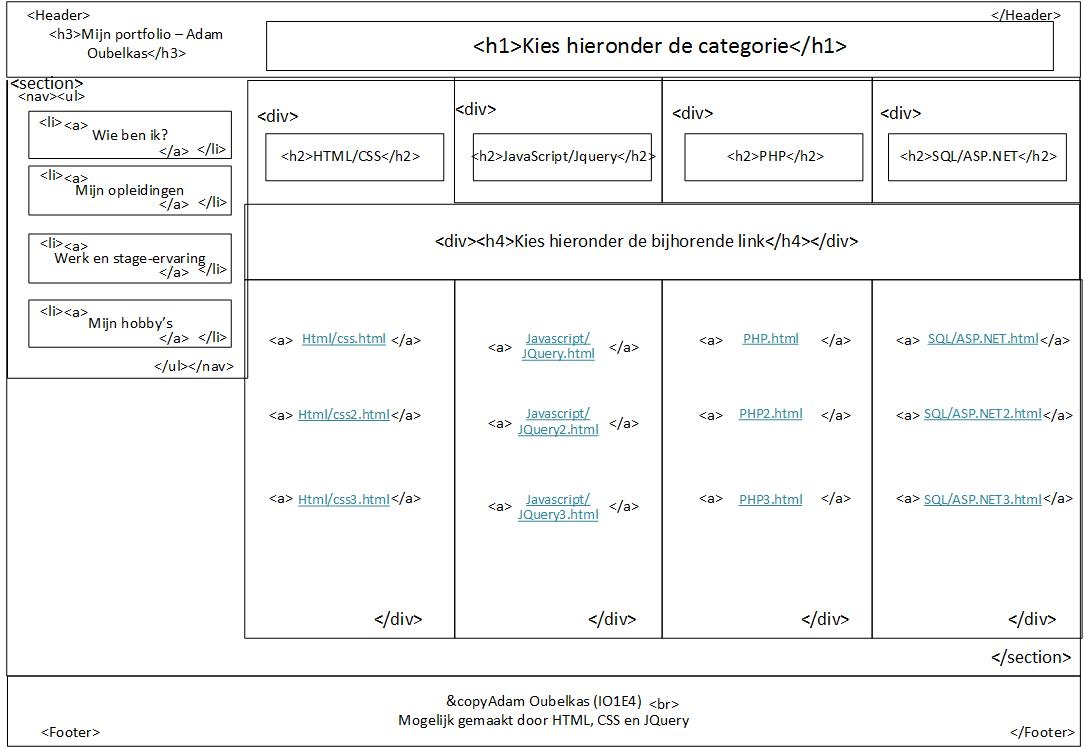 <Header>
</Header>
<h3>Mijn portfolio – Adam
Oubelkas</h3>
<h1>Kies hieronder de categorie</h1>
<section>
<nav><ul>
<li><a>
Wie ben ik?
</a> </li>
<li><a>
Mijn opleidingen
</a> </li>
<li><a>
Werk en stage-ervaring
</a> </li>
<li><a>
Mijn hobby’s
</a> </li>
</ul></nav>
<div>
<h2>HTML/CSS</h2>
<div>
<h2>JavaScript/Jquery</h2>
<div>
<h2>PHP</h2>
<div>
<h2>SQL/ASP.NET</h2>
<div><h4>Kies hieronder de bijhorende link</h4></div>
<a> Html/css.html </a>
<a> Html/css2.html </a>
<a> Html/css3.html </a>
</div>
<a> Javascript/
JQuery.html </a>
<a> Javascript/
JQuery2.html </a>
<a> Javascript/
JQuery3.html </a>
</div>
<a> PHP.html </a>
<a> PHP2.html </a>
<a> PHP3.html </a>
</div>
<a> SQL/ASP.NET.html </a>
<a> SQL/ASP.NET2.html </a>
<a> SQL/ASP.NET3.html </a>
</div>
</section>
&copyAdam Oubelkas (IO1E4) <br>
Mogelijk gemaakt door HTML, CSS en JQuery
<Footer>
</Footer>